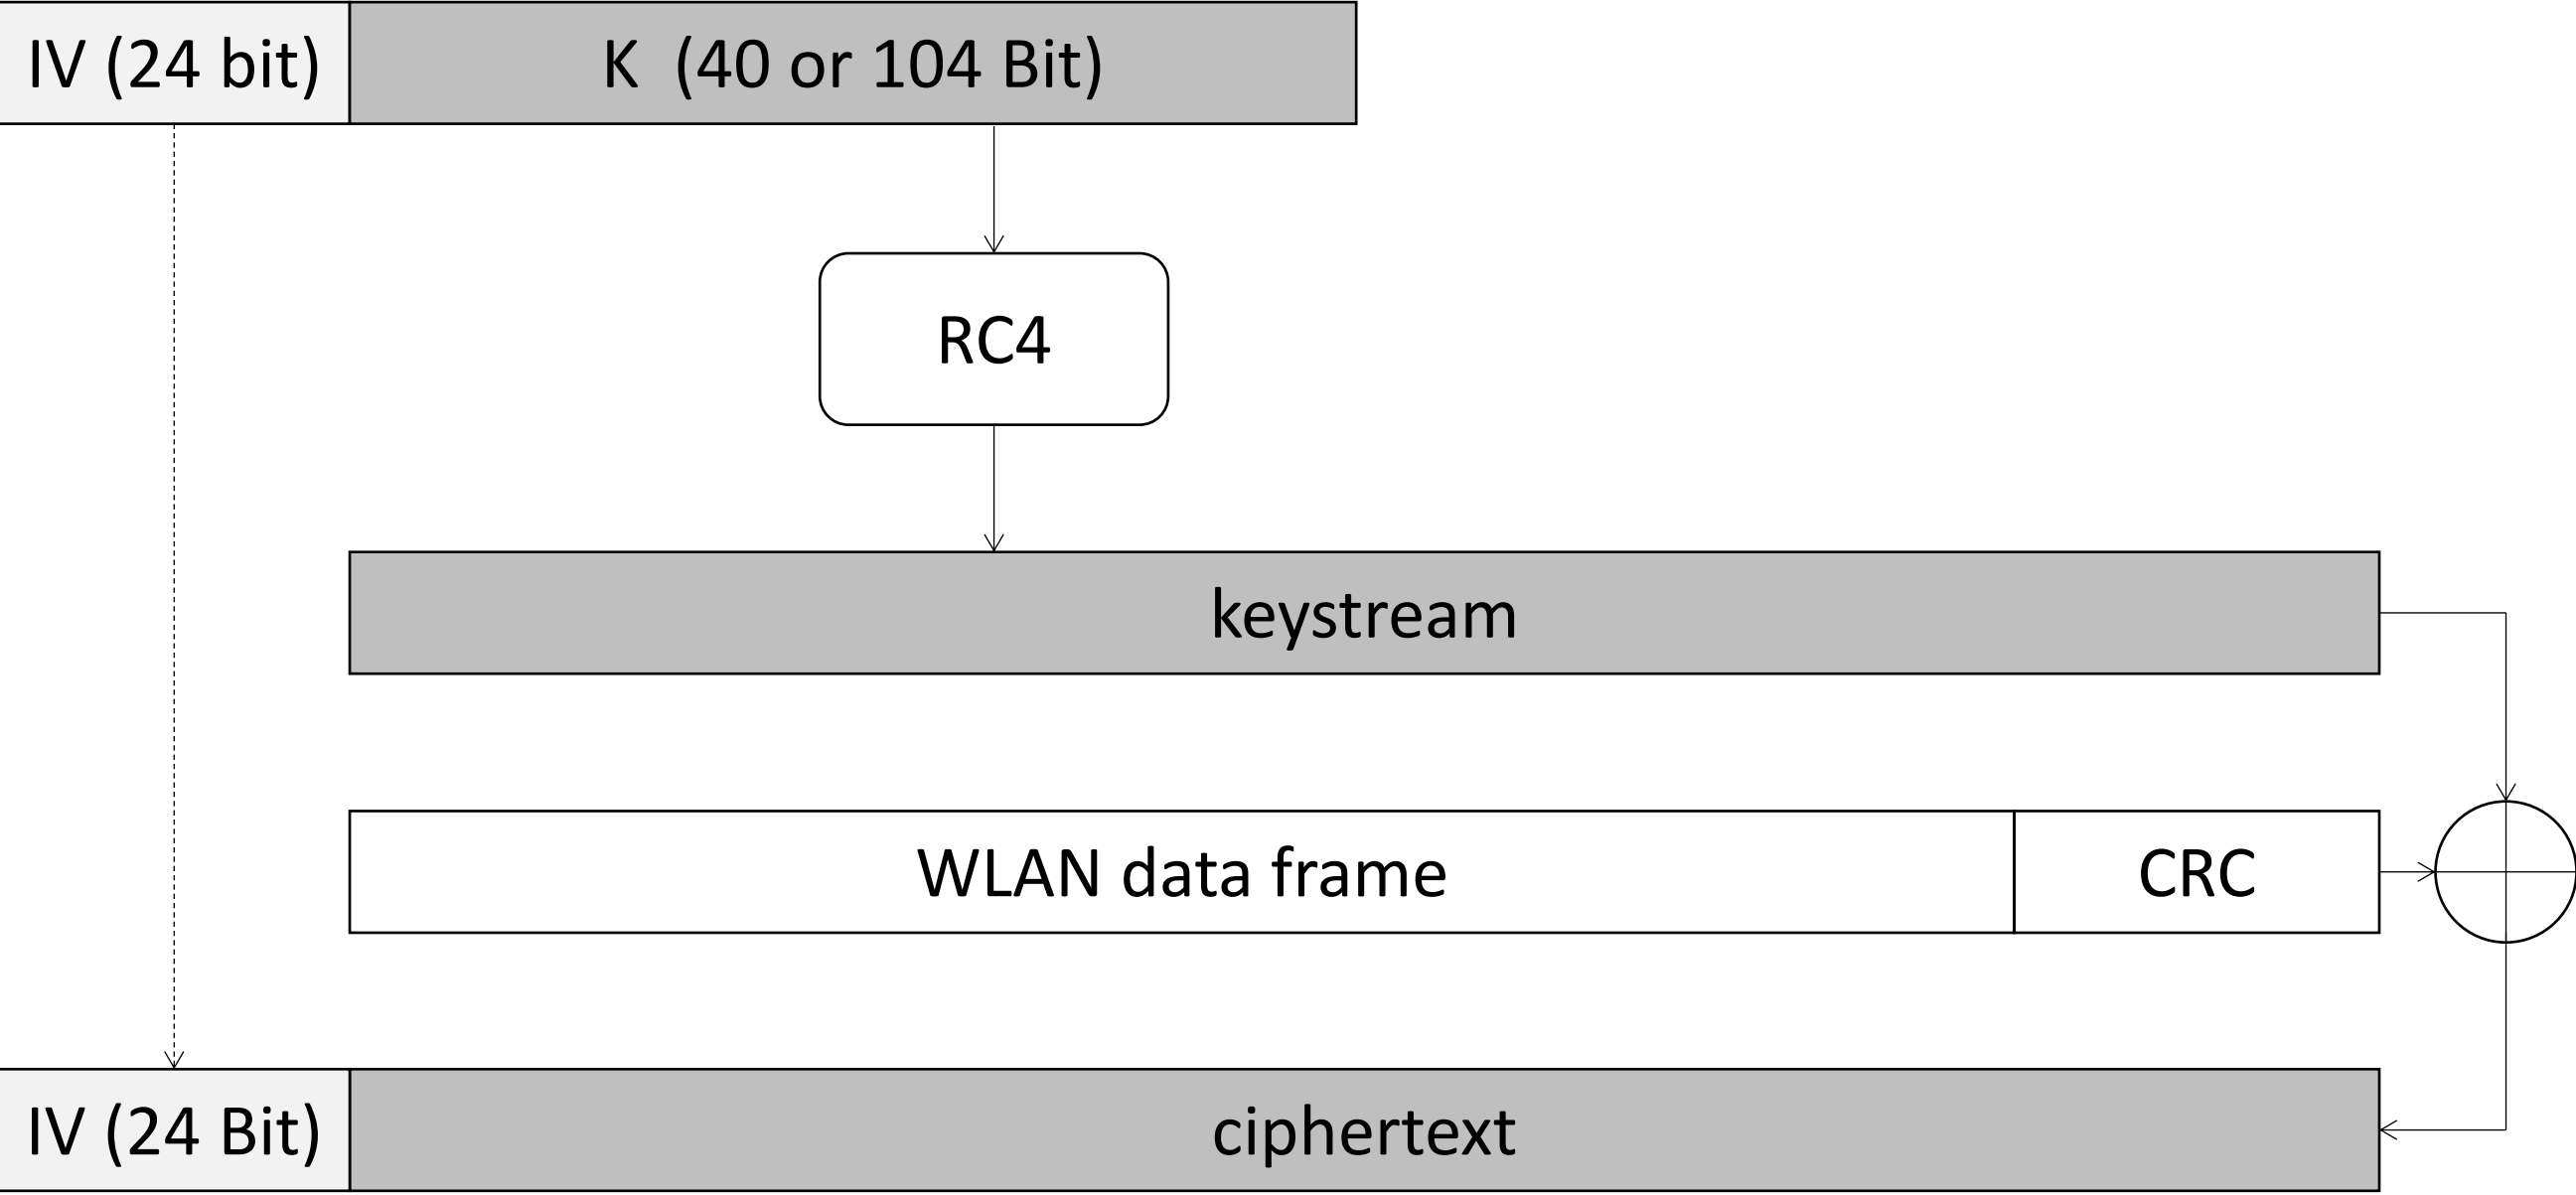 IV (24 bit) K (40 or 104 Bit)
RC4
keystream
WLAN data frame CRC
IV (24 Bit) ciphertext